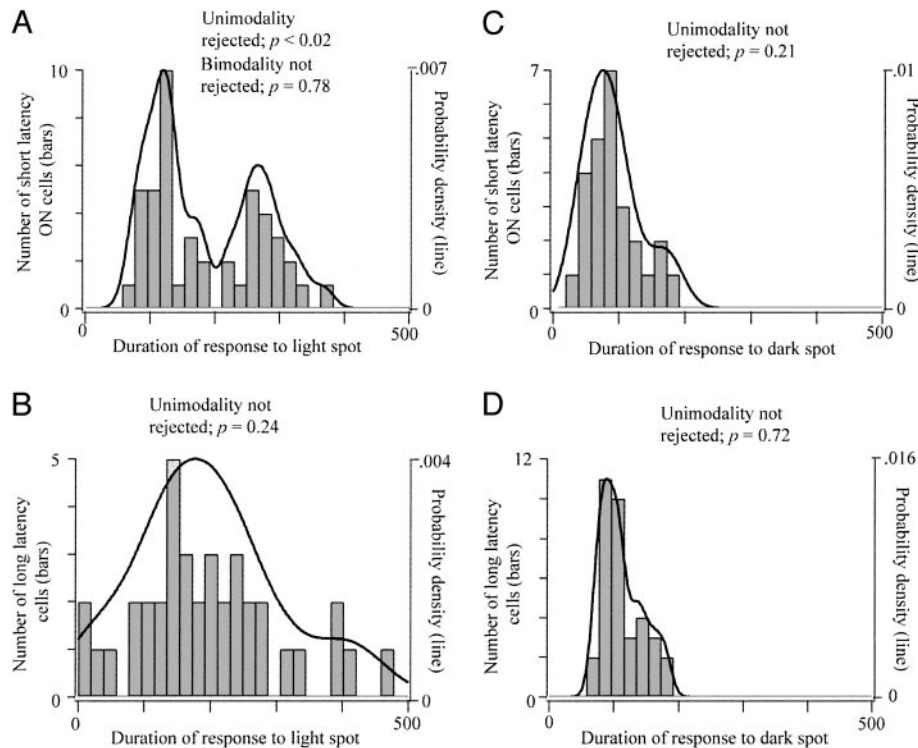 A
Unimodality
rejected; p < 0.02
Bimodality not
rejected; p = 0.78
10
0
Number of short latency
ON cells (bars)
.007
0
Probability density (line)
0
500
Duration of response to light spot
C
Unimodality not
rejected; p = 0.21
7
0
Number of short latency
ON cells (bars)
.01
0
Probability density (line)
0
500
Duration of response to dark spot
B
Unimodality not
rejected; p = 0.24
5
0
Number of long latency
cells (bars)
.004
0
Probability density (line)
0
500
Duration of response to light spot
D
Unimodality not
rejected; p = 0.72
12
0
Number of long latency
cells (bars)
.016
0
Probability density (line)
0
500
Duration of response to dark spot